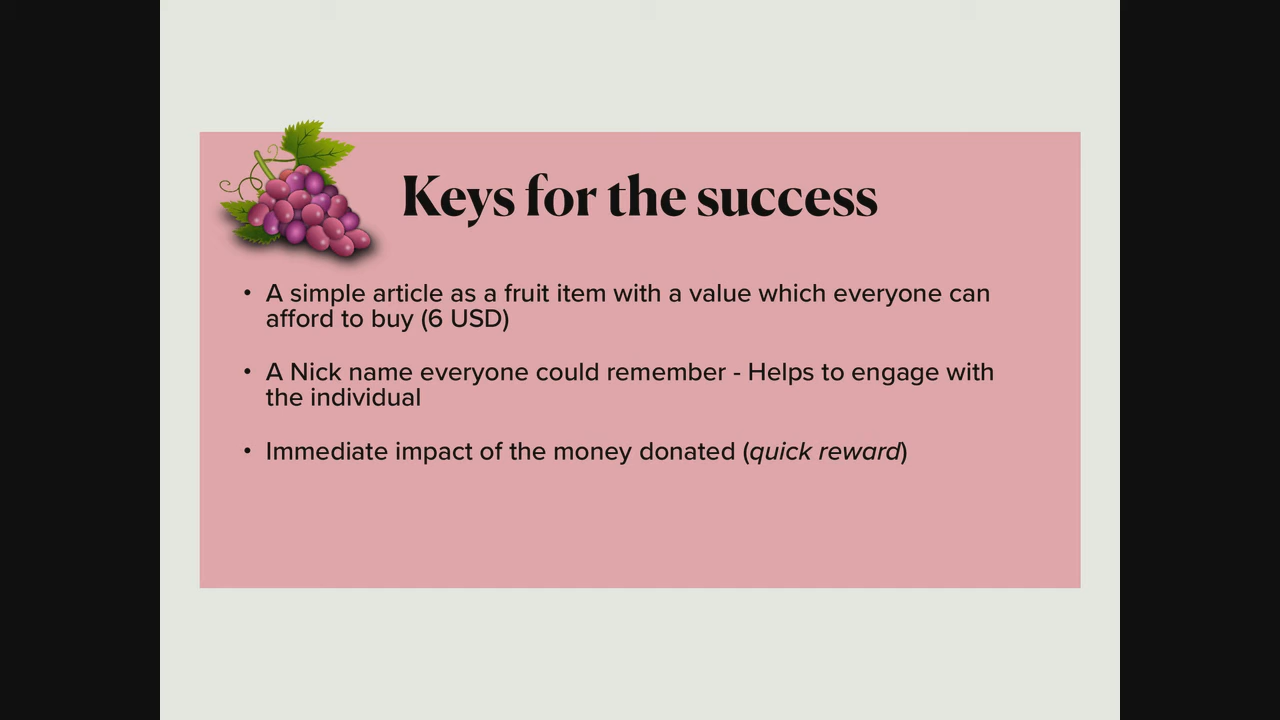 Keys for the success
• A simple article as a fruit item with a value which everyone can
afford to buy (6 USD)
• A Nick name everyone could remember - Helps to engage with
the individual
• Immediate impact of the money donated (quick reward)